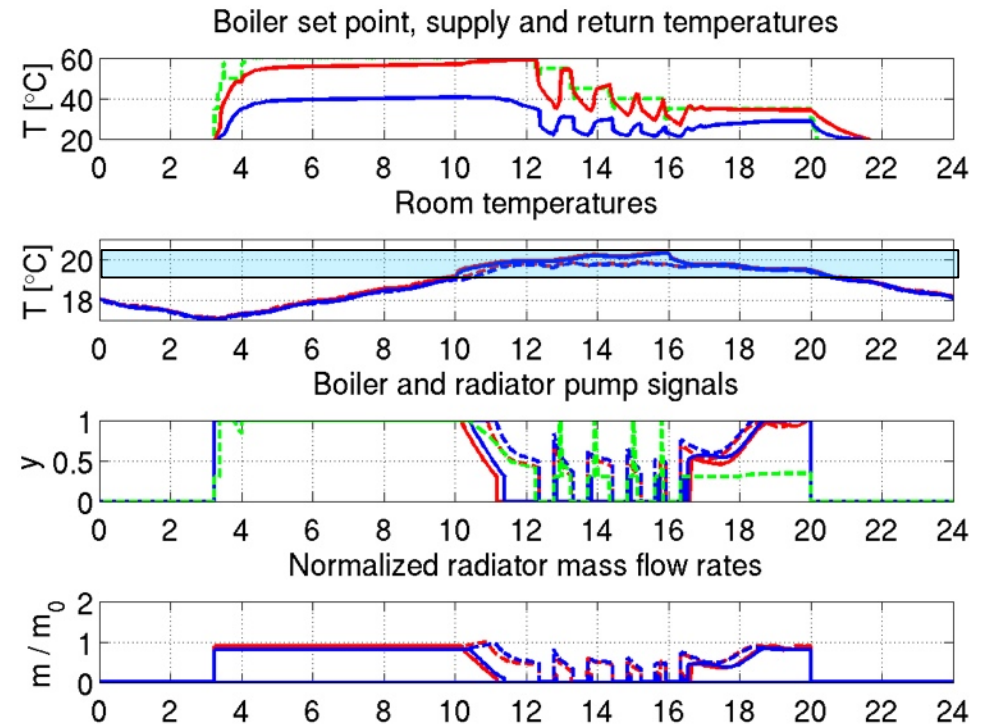 Boiler set point, supply and return temperatures
T [°C]
60
40
20
0 2 4 6 8 10 12 14 16 18 20 22 24
Room temperatures
T [°C]
20
18
0 2 4 6 8 10 12 14 16 18 20 22 24
Boiler and radiator pump signals
y
1
0.5
0
0 2 4 6 8 10 12 14 16 18 20 22 24
Normalized radiator mass flow rates
m / m₀
2
1
0
0 2 4 6 8 10 12 14 16 18 20 22 24